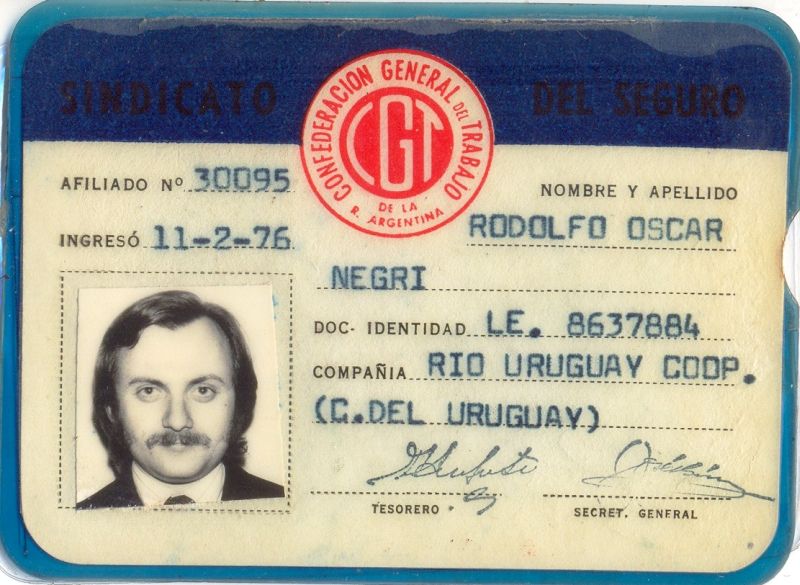 SINDICATO DEL SEGURO
CONFEDERACION GENERAL DEL TRABAJO
CGT
DE LA
R. ARGENTINA
AFILIADO Nº 30095
NOMBRE Y APELLIDO
RODOLFO OSCAR
INGRESÓ 11-2-76
NEGRI
DOC- IDENTIDAD LE. 8637884
COMPAÑIA RIO URUGUAY COOP.
(C.DEL URUGUAY)
TESORERO
SECRET. GENERAL